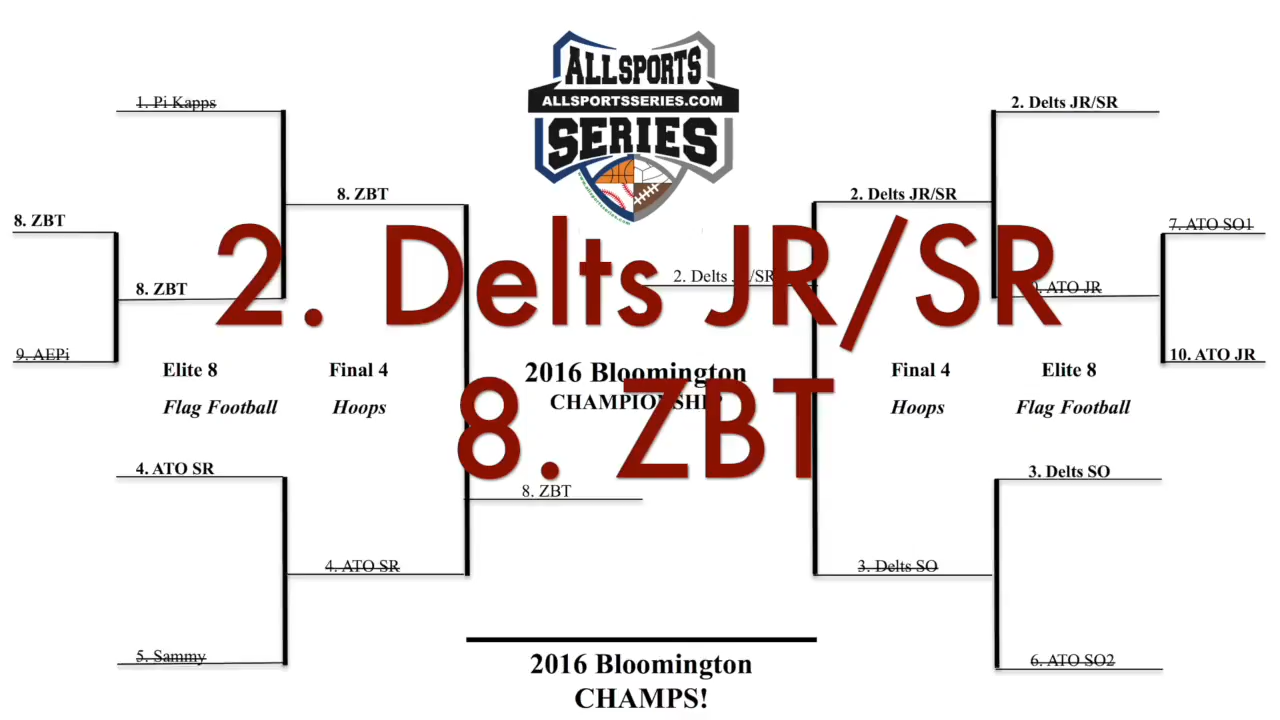 ALLSPORTS
ALLSPORTSSERIES.COM
SERIES
www.allsportsseries.com
1. Pi Kapps
2. Delts JR/SR
8. ZBT
2. Delts JR/SR
8. ZBT
7. ATO SO1
2. Delts JR/SR
2. Delts JR/SR
8. ZBT
ATO JR
9. AEPi
10. ATO JR
Elite 8
Final 4
2016 Bloomington
Final 4
Elite 8
Flag Football
Hoops
CHAMPIONSHIP
Hoops
Flag Football
8. ZBT
4. ATO SR
3. Delts SO
8. ZBT
4. ATO SR
3. Delts SO
5. Sammy
6. ATO SO2
2016 Bloomington
CHAMPS!